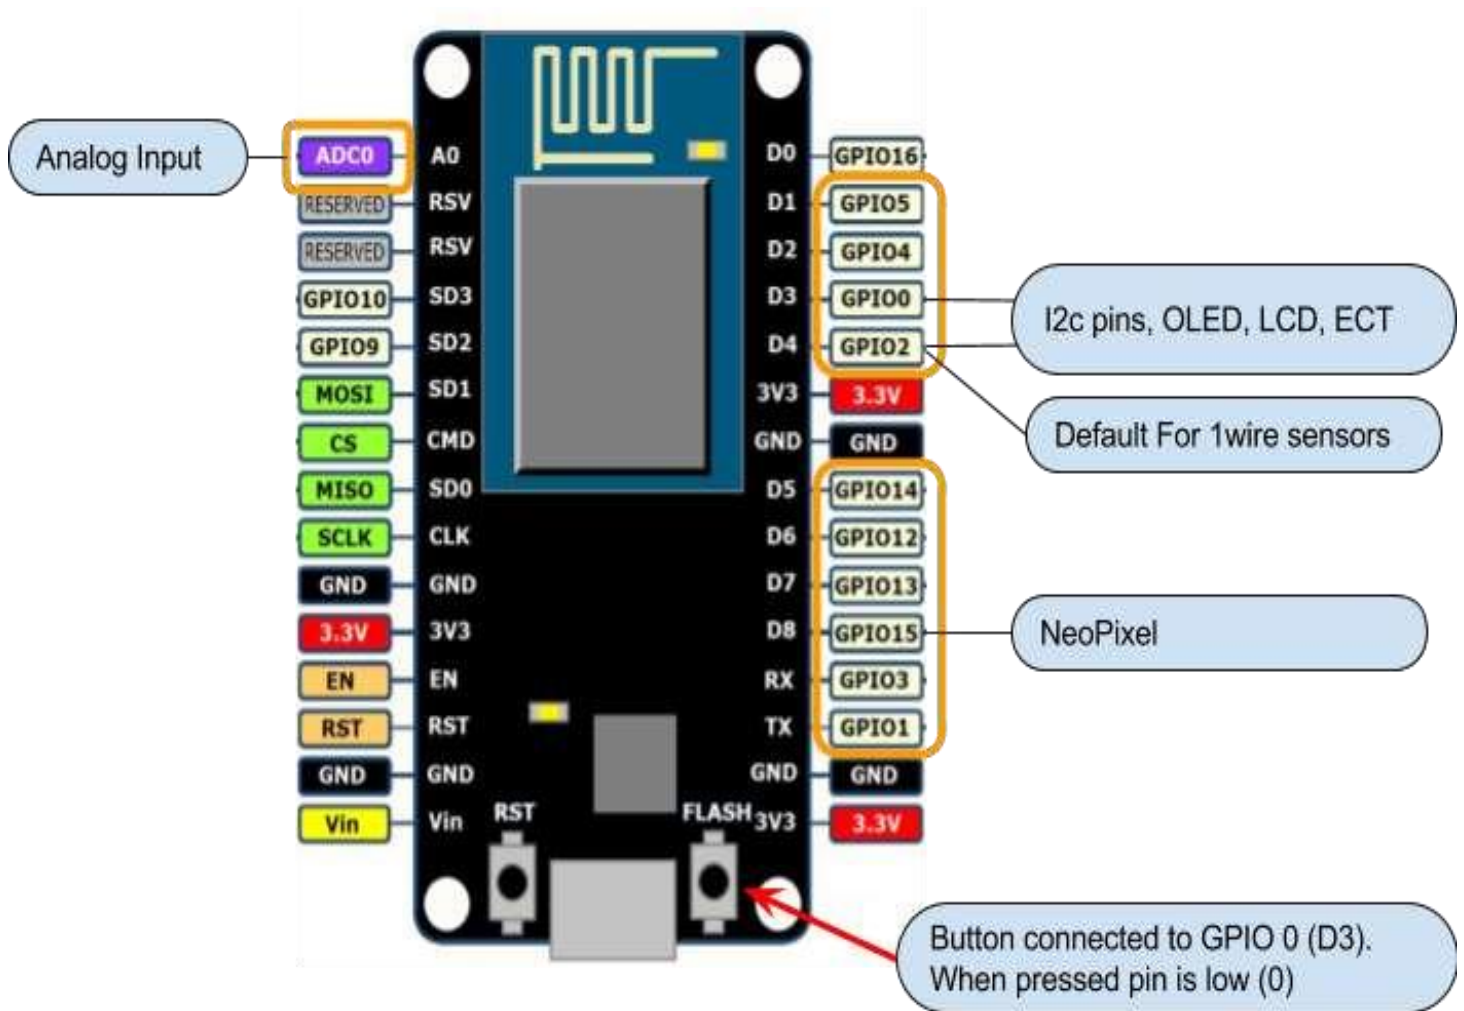 Analog Input
ADC0 A0 D0 GPIO16
RESERVED RSV D1 GPIO5
RESERVED RSV D2 GPIO4
GPIO10 SD3 D3 GPIO0
I2c pins, OLED, LCD, ECT
GPIO9 SD2 D4 GPIO2
MOSI SD1 3V3 3.3V
Default For 1wire sensors
CS CMD GND GND
MISO SD0 D5 GPIO14
SCLK CLK D6 GPIO12
GND GND D7 GPIO13
3.3V 3V3 D8 GPIO15
NeoPixel
EN EN RX GPIO3
RST RST TX GPIO1
GND GND GND GND
Vin Vin RST FLASH 3V3 3.3V
Button connected to GPIO 0 (D3).
When pressed pin is low (0)